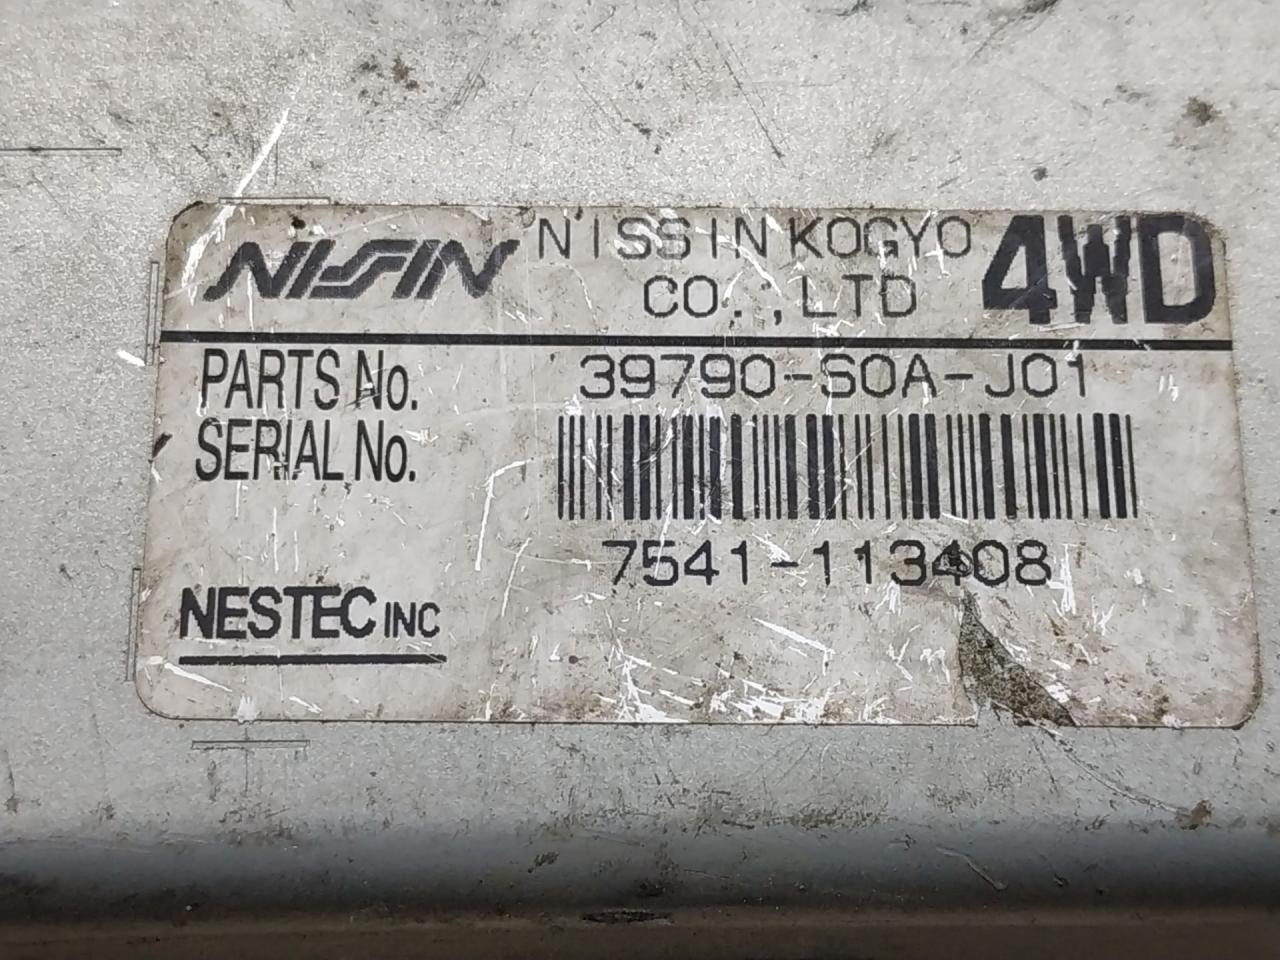 NISSIN NISSIN KOGYO 4WD
CO.,LTD
PARTS No. 39790-S0A-J01
SERIAL No.
7541-113408
NESTEC INC